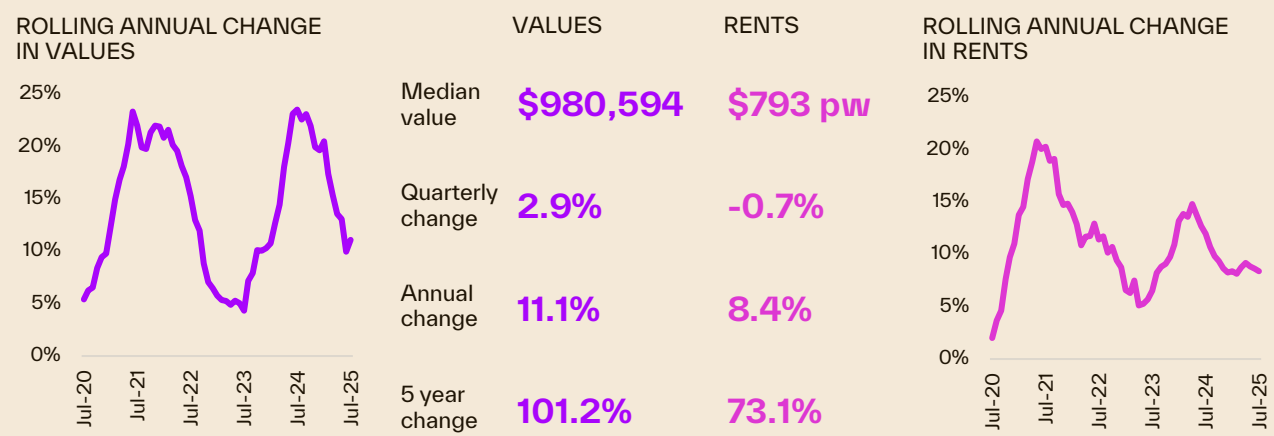 ROLLING ANNUAL CHANGE
IN VALUES
25%
20%
15%
10%
5%
0%
Jul-20
Jul-21
Jul-22
Jul-23
Jul-24
Jul-25
VALUES
RENTS
Median
value
$980,594
$793 pw
Quarterly
change
2.9%
-0.7%
Annual
change
11.1%
8.4%
5 year
change
101.2%
73.1%
ROLLING ANNUAL CHANGE
IN RENTS
25%
20%
15%
10%
5%
0%
Jul-20
Jul-21
Jul-22
Jul-23
Jul-24
Jul-25